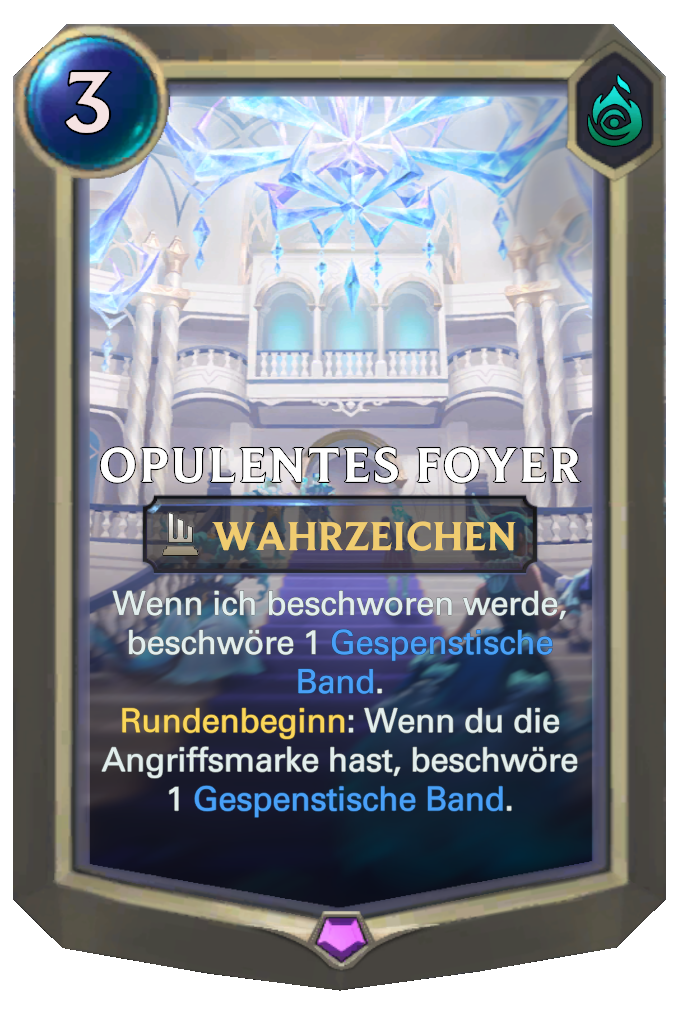 3
OPULENTES FOYER
WAHRZEICHEN
Wenn ich beschworen werde,
beschwöre 1 Gespenstische
Band.
Rundenbeginn: Wenn du die
Angriffsmarke hast, beschwöre
1 Gespenstische Band.